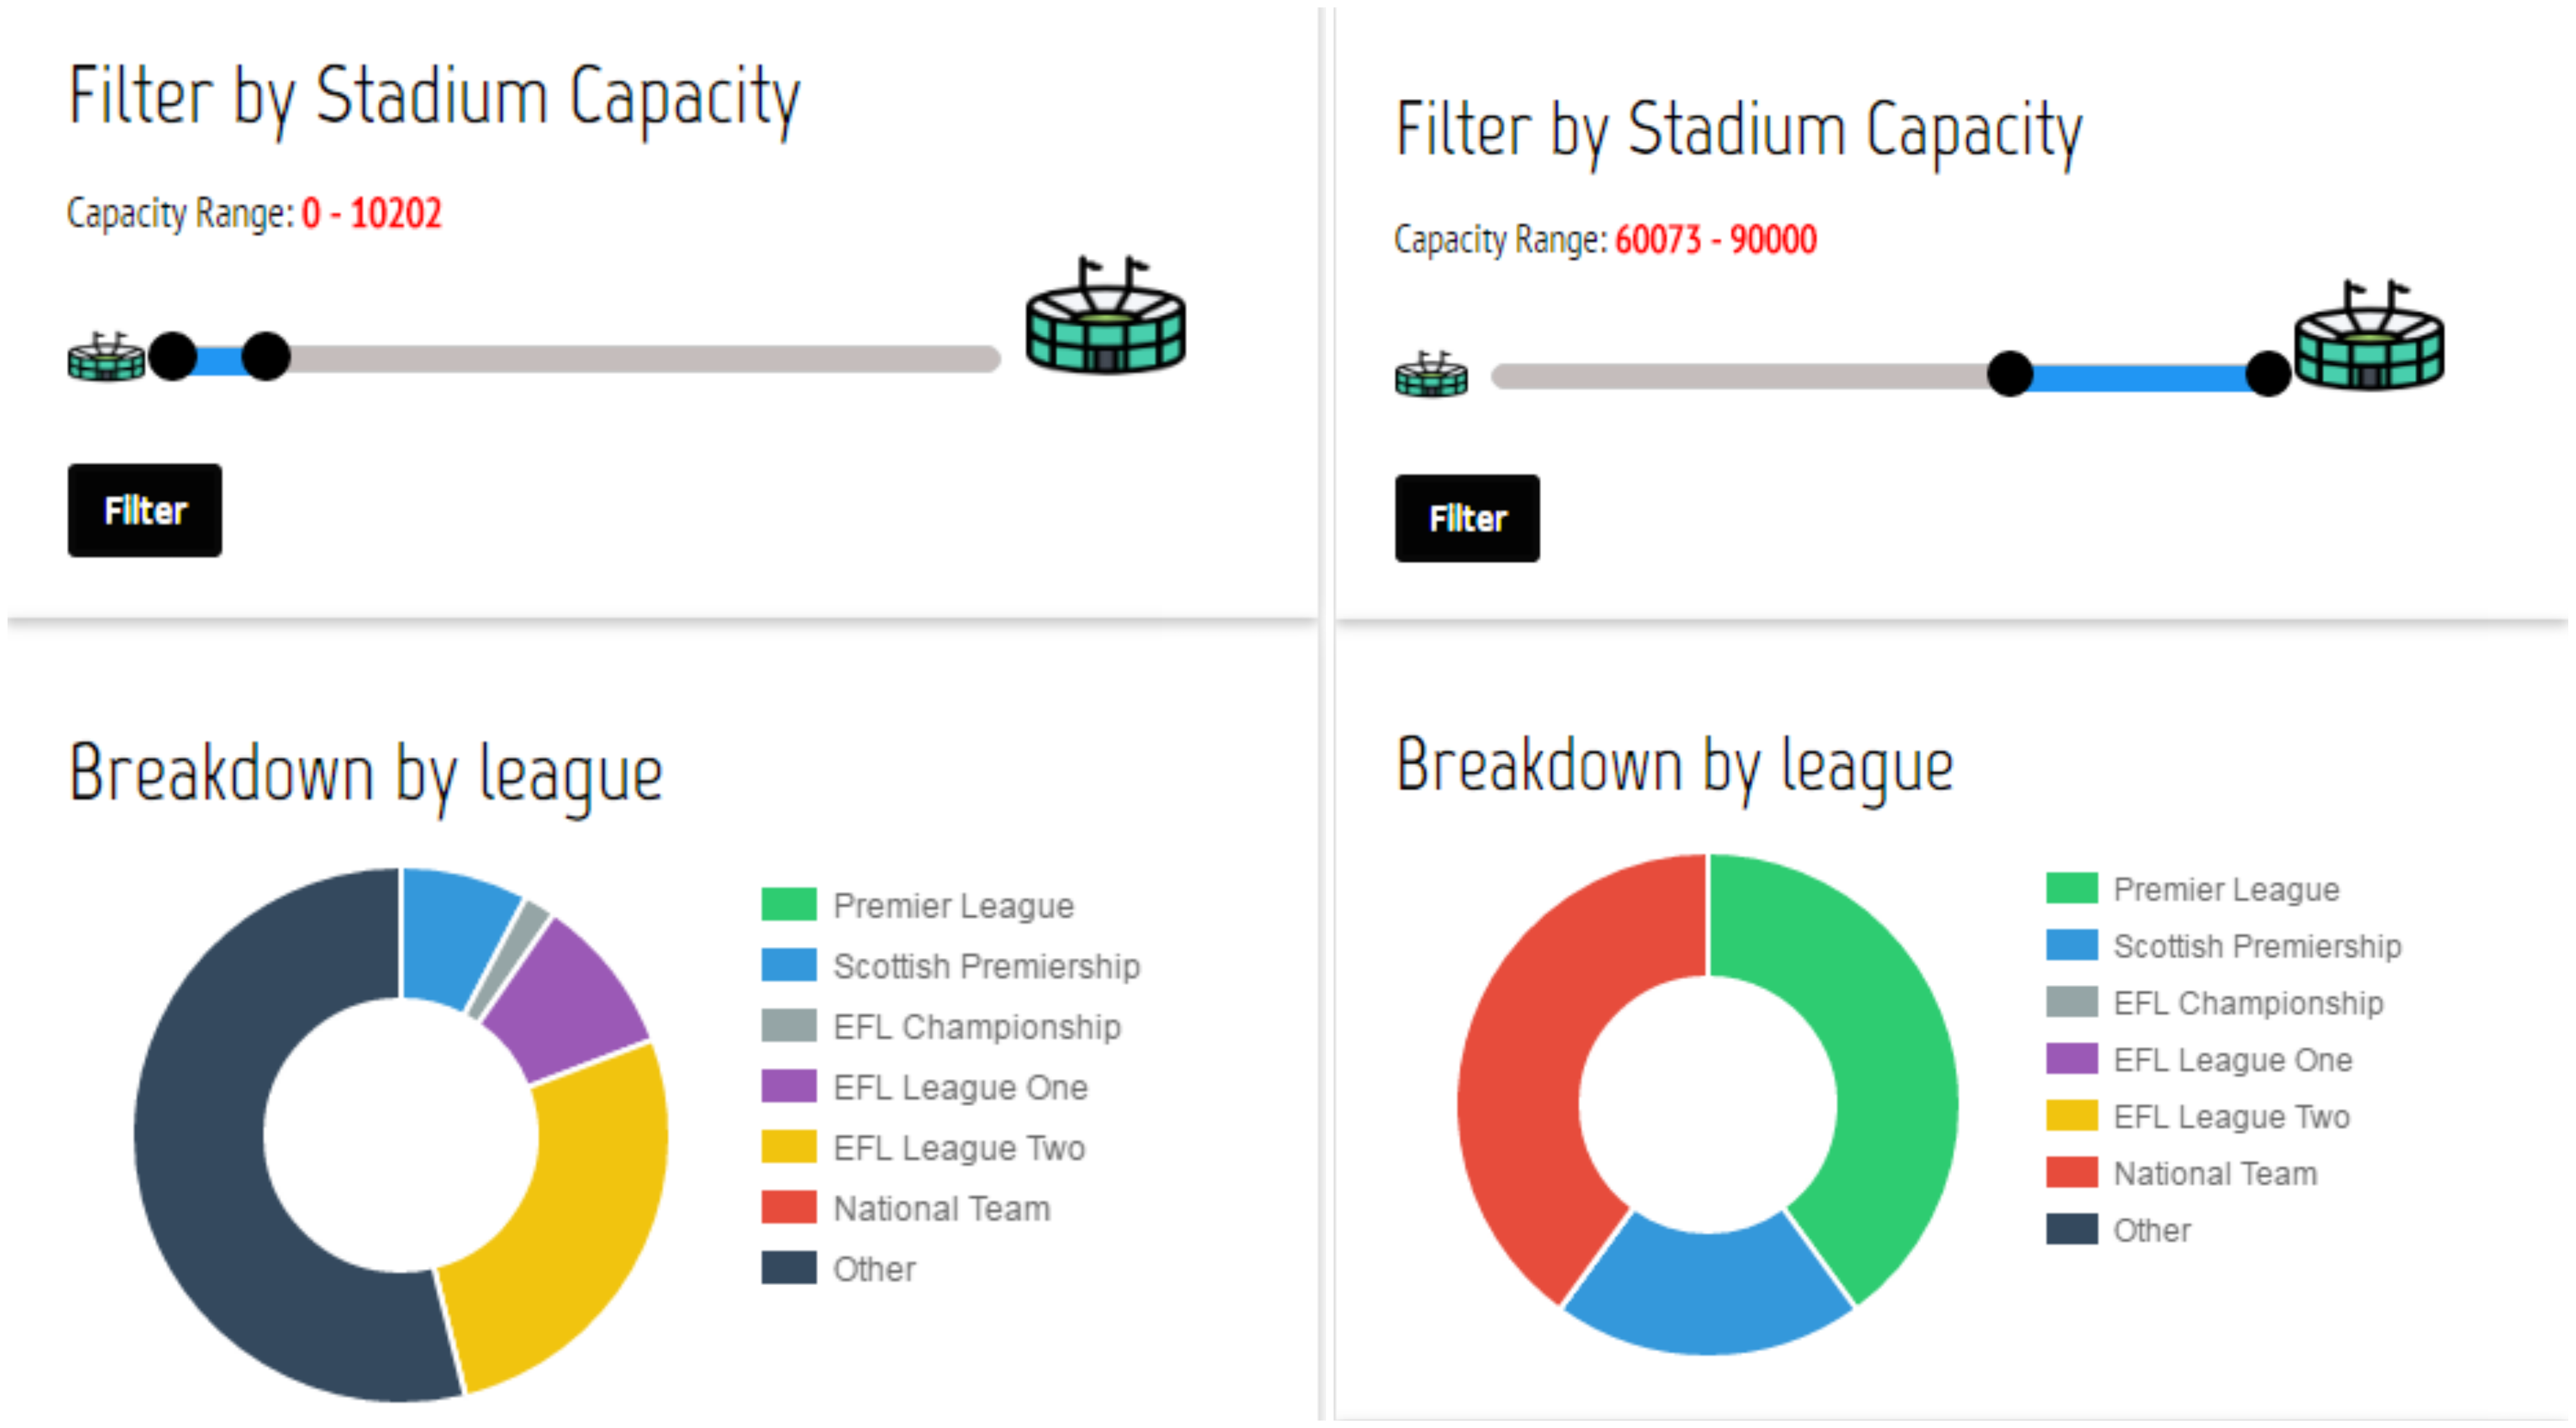 Filter by Stadium Capacity
Capacity Range: 0 - 10202
Filter
Breakdown by league
Premier League
Scottish Premiership
EFL Championship
EFL League One
EFL League Two
National Team
Other
Filter by Stadium Capacity
Capacity Range: 60073 - 90000
Filter
Breakdown by league
Premier League
Scottish Premiership
EFL Championship
EFL League One
EFL League Two
National Team
Other